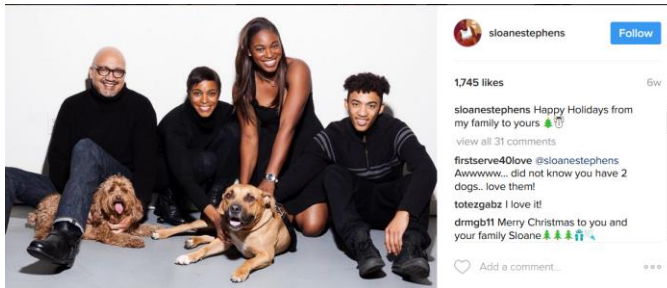 sloanestephens
Follow
1,745 likes
6w
sloanestephens Happy Holidays from
my family to yours 🎄☃️
view all 31 comments
firstserve40love @sloanestephens
Awwwww... did not know you have 2
dogs.. love them!
totezgabz I love it!
drmgb11 Merry Christmas to you and
your family Sloane🎄🎄🎄🎁🎉
Add a comment...